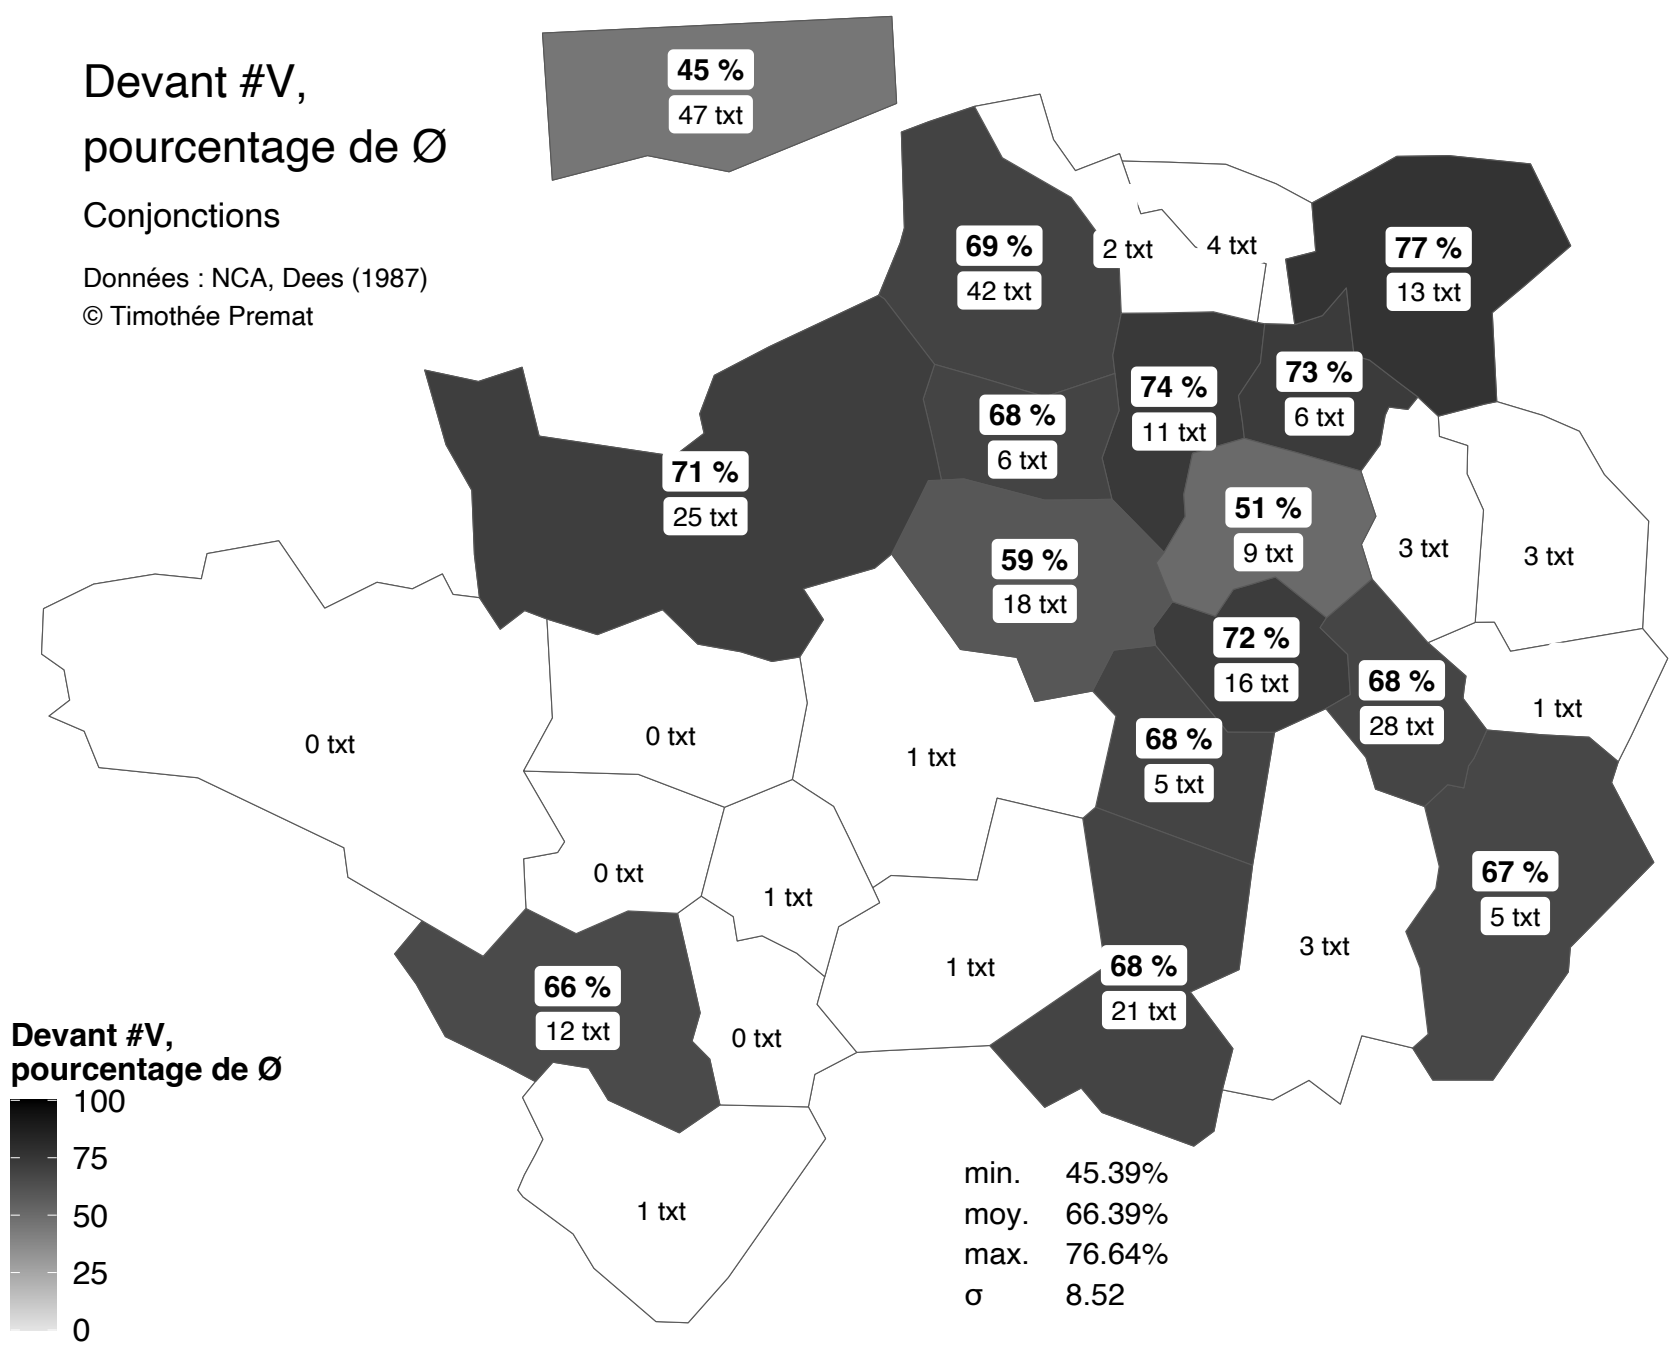 Devant #V,
pourcentage de Ø
Conjonctions
Données : NCA, Dees (1987)
© Timothée Premat
45 %
47 txt
69 %
42 txt
2 txt
4 txt
77 %
13 txt
74 %
11 txt
73 %
6 txt
68 %
6 txt
71 %
25 txt
51 %
9 txt
3 txt
3 txt
59 %
18 txt
72 %
16 txt
68 %
28 txt
1 txt
0 txt
0 txt
1 txt
68 %
5 txt
0 txt
1 txt
67 %
5 txt
1 txt
68 %
21 txt
3 txt
66 %
12 txt
0 txt
1 txt
Devant #V,
pourcentage de Ø
100
75
50
25
0
min. 45.39%
moy. 66.39%
max. 76.64%
σ 8.52